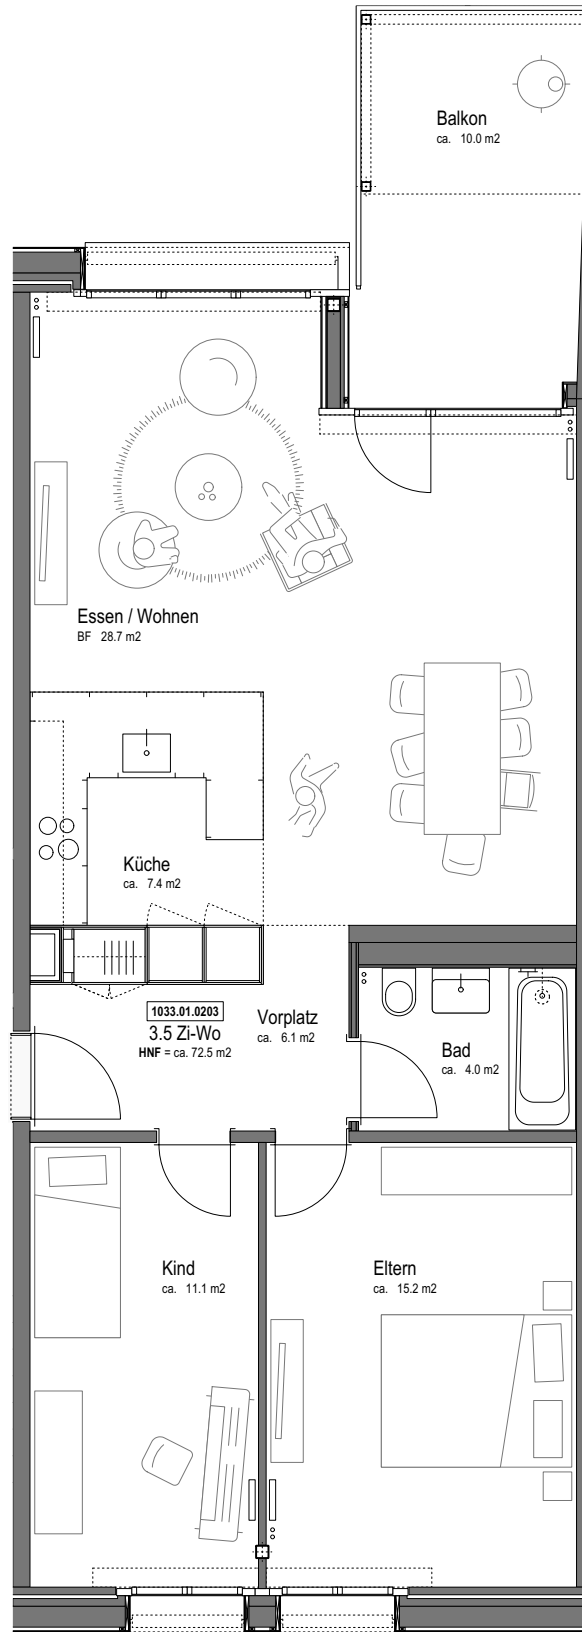 Balkon
ca. 10.0 m2
Essen / Wohnen
BF 28.7 m2
Küche
ca. 7.4 m2
1033.01.0203
3.5 Zi-Wo
HNF = ca. 72.5 m2
Vorplatz
ca. 6.1 m2
Bad
ca. 4.0 m2
Kind
ca. 11.1 m2
Eltern
ca. 15.2 m2